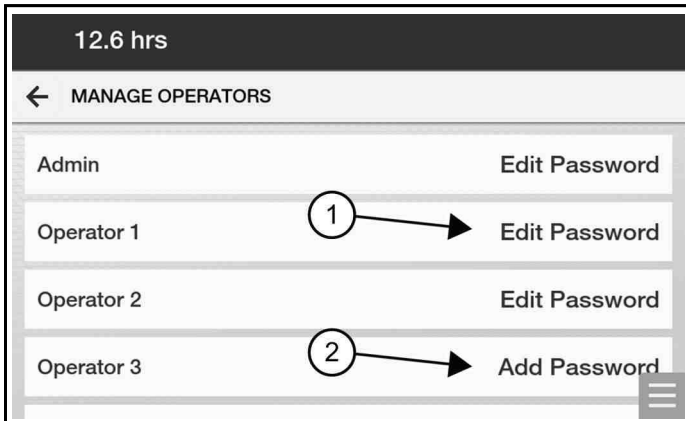 12.6 hrs
MANAGE OPERATORS
Admin Edit Password
Operator 1 1 Edit Password
Operator 2 Edit Password
Operator 3 2 Add Password